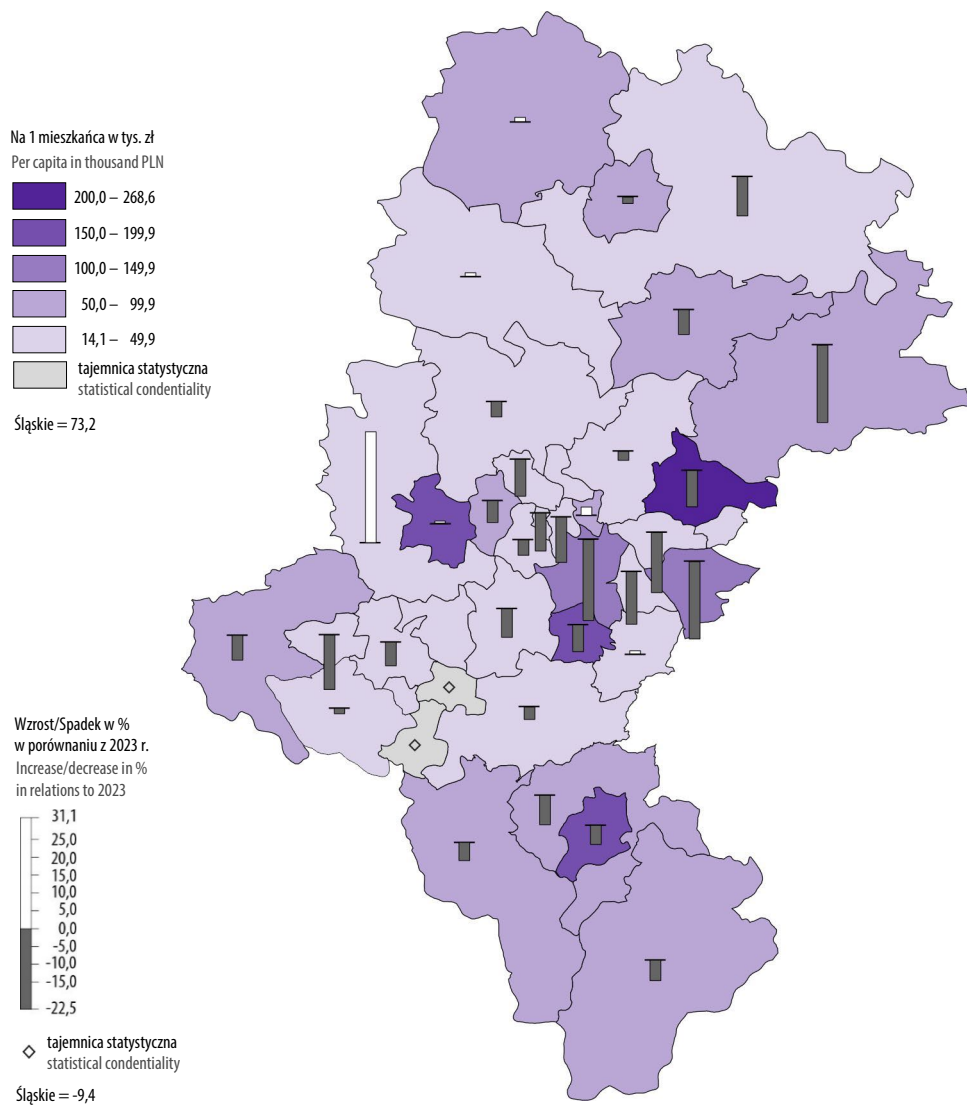 Na 1 mieszkańca w tys. zł
Per capita in thousand PLN
200,0 – 268,6
150,0 – 199,9
100,0 – 149,9
50,0 – 99,9
14,1 – 49,9
tajemnica statystyczna
statistical condentiality
Śląskie = 73,2
Wzrost/Spadek w %
w porównaniu z 2023 r.
Increase/decrease in %
in relations to 2023
31,1
25,0
20,0
15,0
10,0
5,0
0,0
-5,0
-10,0
-15,0
-22,5
tajemnica statystyczna
statistical condentiality
Śląskie = -9,4